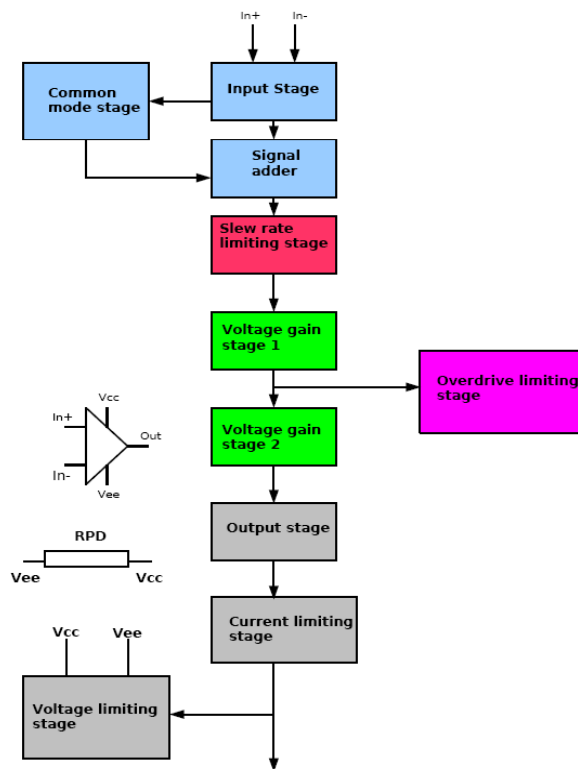 In+
In-
Common
mode stage
Input Stage
Signal
adder
Slew rate
limiting stage
Voltage gain
stage 1
Overdrive limiting
stage
Vcc
In+
Out
In-
Vee
Voltage gain
stage 2
RPD
Vee
Vcc
Output stage
Current limiting
stage
Vcc
Vee
Voltage limiting
stage